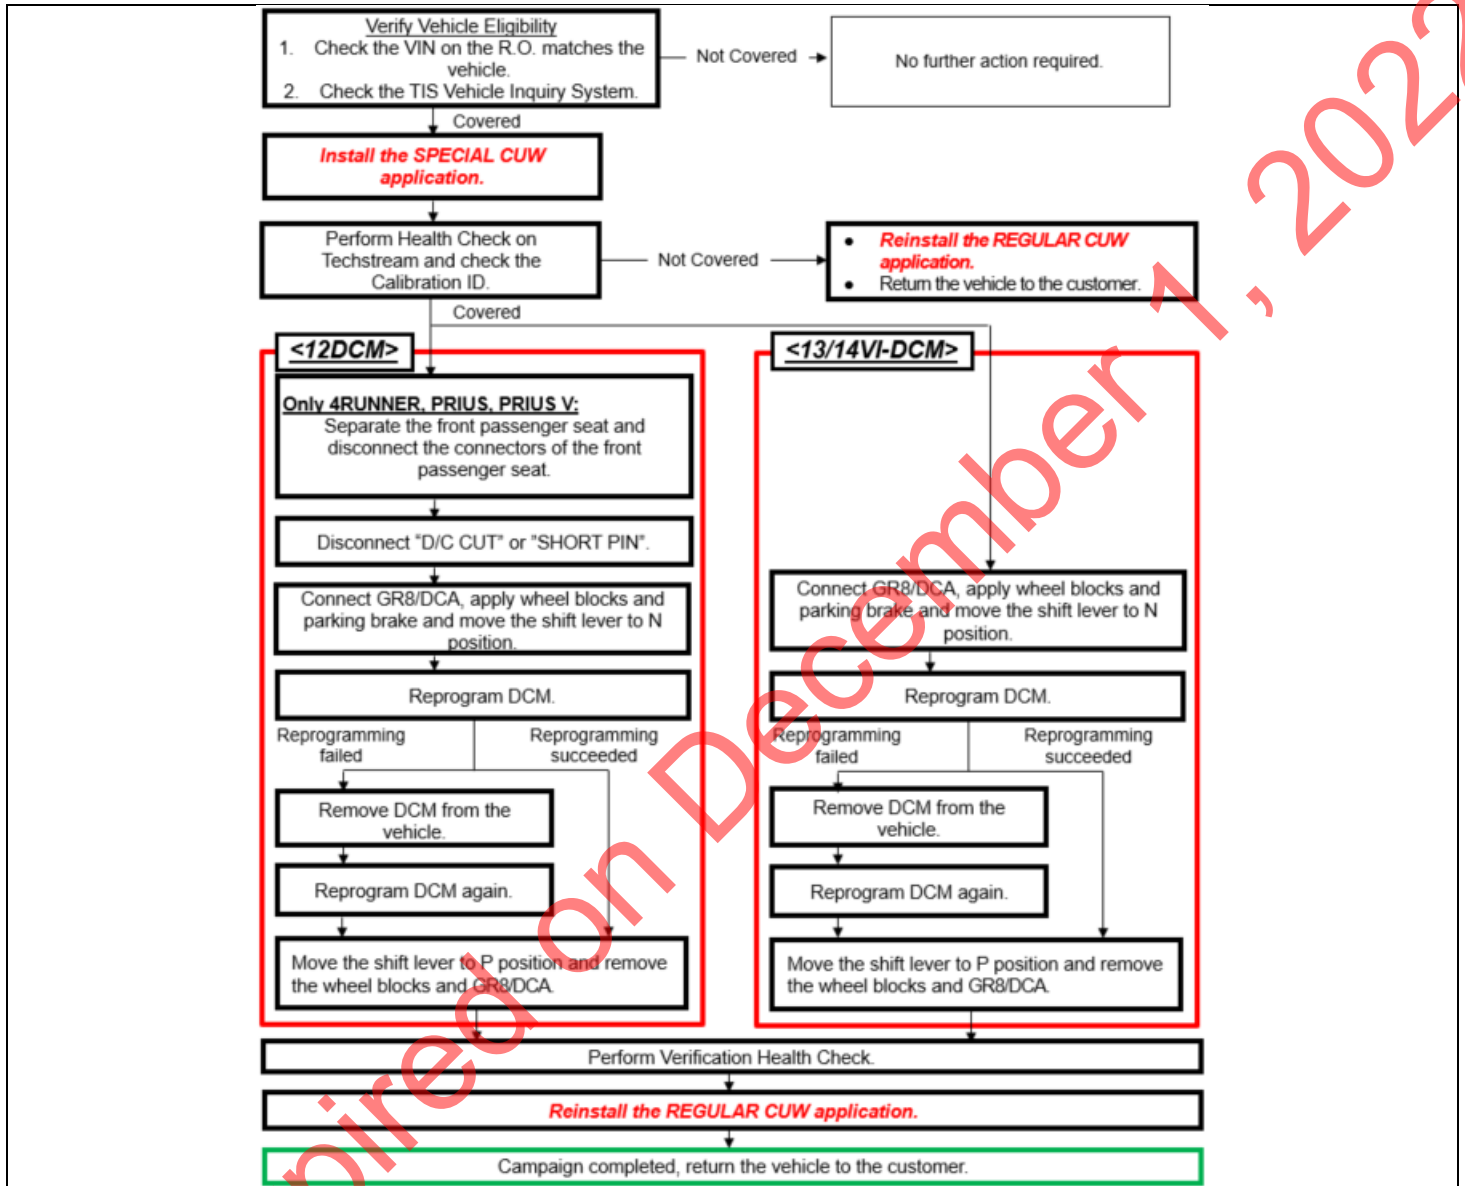 Verify Vehicle Eligibility
1. Check the VIN on the R.O. matches the
vehicle.
2. Check the TIS Vehicle Inquiry System.
Not Covered
No further action required.
Covered
Install the SPECIAL CUW
application.
Perform Health Check on
Techstream and check the
Calibration ID.
Not Covered
● Reinstall the REGULAR CUW
application.
● Return the vehicle to the customer.
Covered
<12DCM>
Only 4RUNNER, PRIUS, PRIUS V:
Separate the front passenger seat and
disconnect the connectors of the front
passenger seat.
Disconnect “D/C CUT” or ”SHORT PIN”.
Connect GR8/DCA, apply wheel blocks and
parking brake and move the shift lever to N
position.
Reprogram DCM.
Reprogramming
failed
Reprogramming
succeeded
Remove DCM from the
vehicle.
Reprogram DCM again.
Move the shift lever to P position and remove
the wheel blocks and GR8/DCA.
<13/14VI-DCM>
Connect GR8/DCA, apply wheel blocks and
parking brake and move the shift lever to N
position.
Reprogram DCM.
Reprogramming
failed
Reprogramming
succeeded
Remove DCM from the
vehicle.
Reprogram DCM again.
Move the shift lever to P position and remove
the wheel blocks and GR8/DCA.
Perform Verification Health Check.
Reinstall the REGULAR CUW application.
Campaign completed, return the vehicle to the customer.
pired on December 1, 202